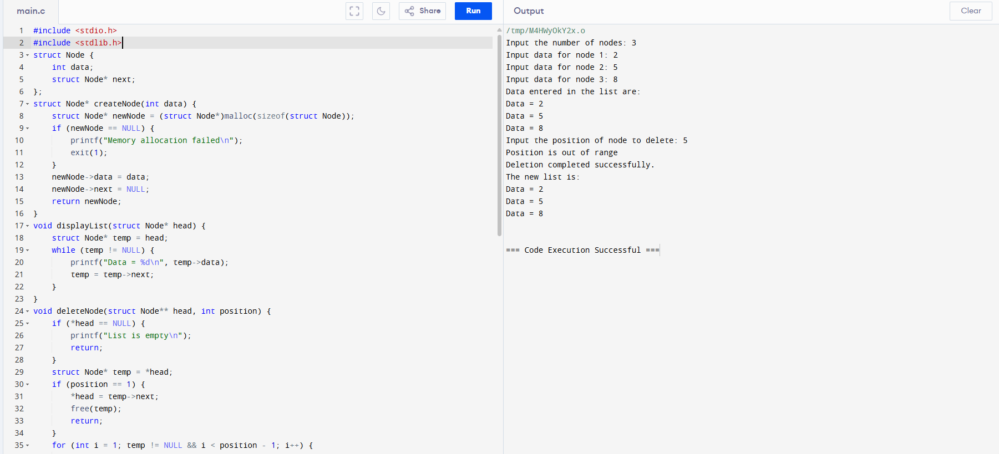 main.c
Share
Run
Output
Clear
1 #include <stdio.h>
2 #include <stdlib.h>
3 struct Node {
4     int data;
5     struct Node* next;
6 };
7 struct Node* createNode(int data) {
8     struct Node* newNode = (struct Node*)malloc(sizeof(struct Node));
9     if (newNode == NULL) {
10         printf("Memory allocation failed\n");
11         exit(1);
12     }
13     newNode->data = data;
14     newNode->next = NULL;
15     return newNode;
16 }
17 void displayList(struct Node* head) {
18     struct Node* temp = head;
19     while (temp != NULL) {
20         printf("Data = %d\n", temp->data);
21         temp = temp->next;
22     }
23 }
24 void deleteNode(struct Node** head, int position) {
25     if (*head == NULL) {
26         printf("List is empty\n");
27         return;
28     }
29     struct Node* temp = *head;
30     if (position == 1) {
31         *head = temp->next;
32         free(temp);
33         return;
34     }
35     for (int i = 1; temp != NULL && i < position - 1; i++) {
/tmp/M4HWyOkY2x.o
Input the number of nodes: 3
Input data for node 1: 2
Input data for node 2: 5
Input data for node 3: 8
Data entered in the list are:
Data = 2
Data = 5
Data = 8
Input the position of node to delete: 5
Position is out of range
Deletion completed successfully.
The new list is:
Data = 2
Data = 5
Data = 8
=== Code Execution Successful ===